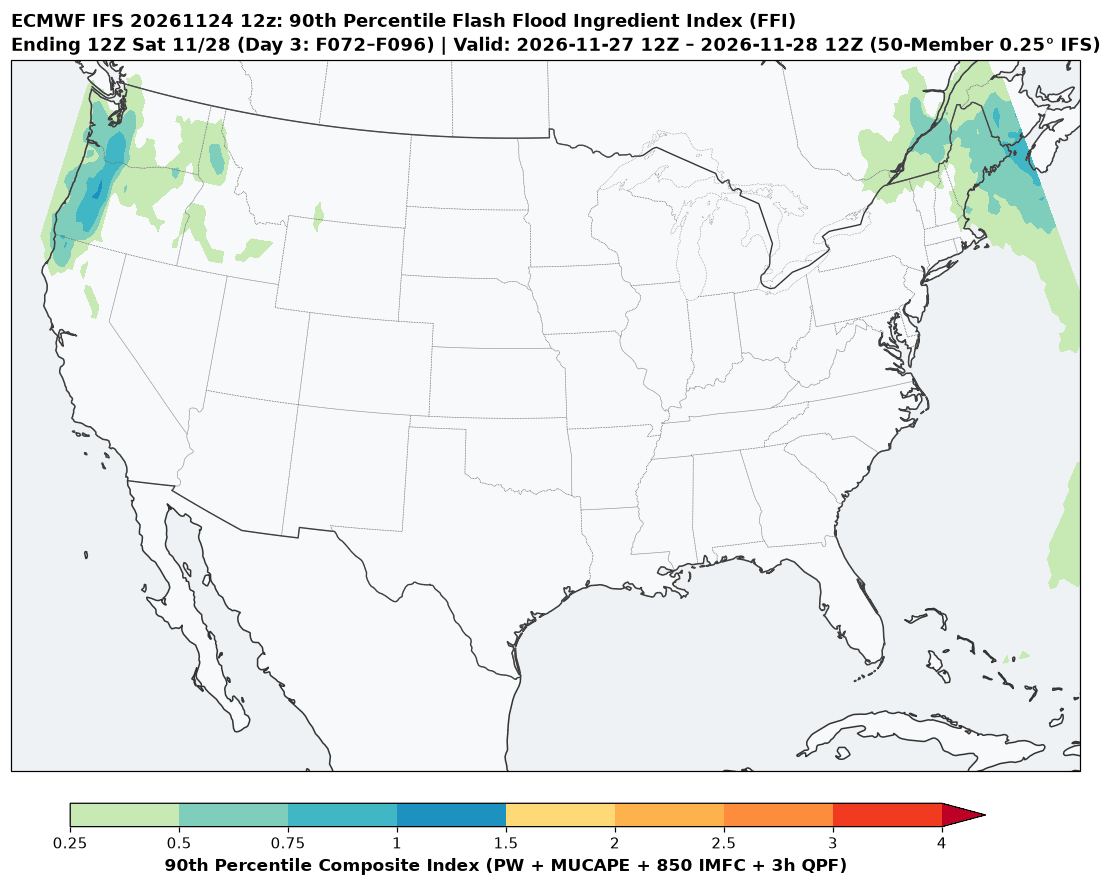 ECMWF IFS 20261124 12z: 90th Percentile Flash Flood Ingredient Index (FFI)
Ending 12Z Sat 11/28 (Day 3: F072–F096) | Valid: 2026-11-27 12Z – 2026-11-28 12Z (50-Member 0.25° IFS)
0.25 0.5 0.75 1 1.5 2 2.5 3 4
90th Percentile Composite Index (PW + MUCAPE + 850 IMFC + 3h QPF)